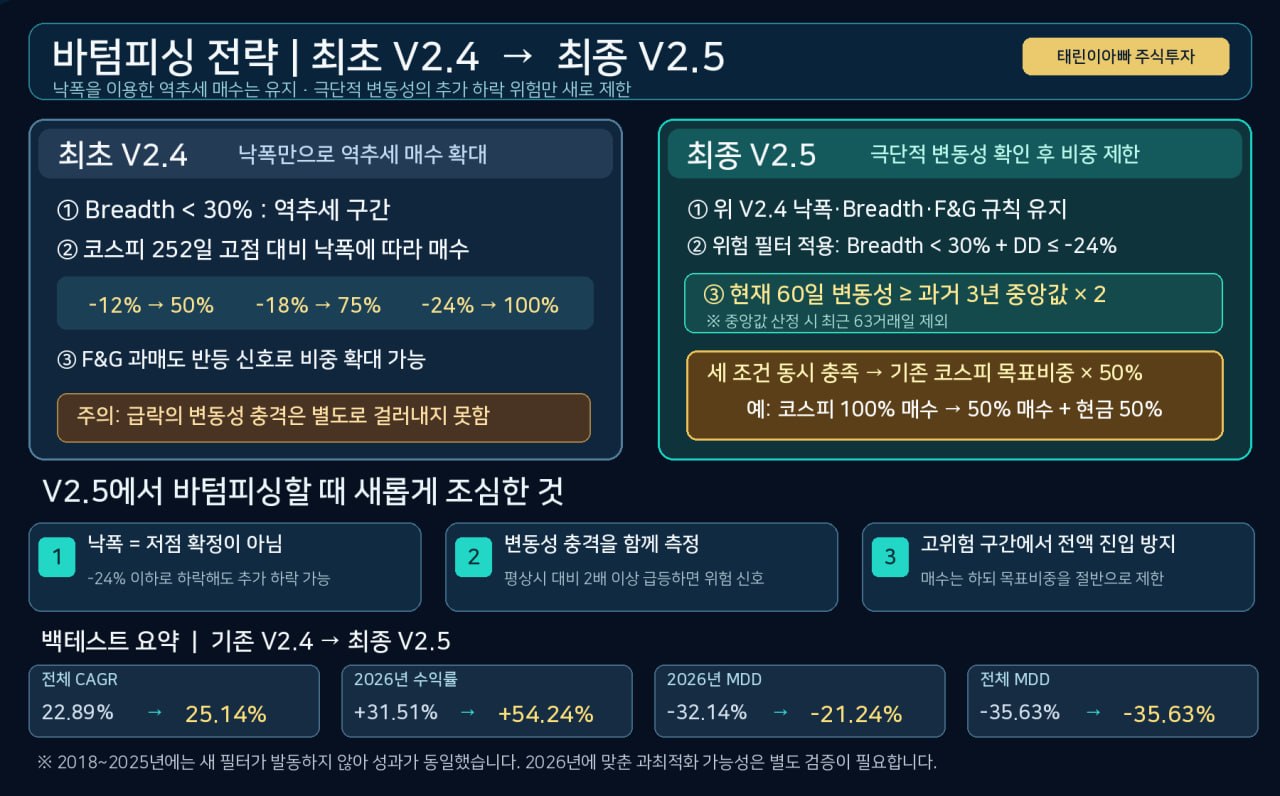 바텀피싱 전략 | 최초 V2.4 → 최종 V2.5
태린이아빠 주식투자
낙폭을 이용한 역추세 매수는 유지 · 극단적 변동성의 추가 하락 위험만 새로 제한
최초 V2.4 낙폭만으로 역추세 매수 확대
① Breadth < 30% : 역추세 구간
② 코스피 252일 고점 대비 낙폭에 따라 매수
-12% → 50% -18% → 75% -24% → 100%
③ F&G 과매도 반등 신호로 비중 확대 가능
주의: 급락의 변동성 충격은 별도로 걸러내지 못함
최종 V2.5 극단적 변동성 확인 후 비중 제한
① 위 V2.4 낙폭·Breadth·F&G 규칙 유지
② 위험 필터 적용: Breadth < 30% + DD ≤ -24%
③ 현재 60일 변동성 ≥ 과거 3년 중앙값 × 2
※ 중앙값 산정 시 최근 63거래일 제외
세 조건 동시 충족 → 기존 코스피 목표비중 × 50%
예: 코스피 100% 매수 → 50% 매수 + 현금 50%
V2.5에서 바텀피싱할 때 새롭게 조심한 것
1 낙폭 = 저점 확정이 아님
-24% 이하로 하락해도 추가 하락 가능
2 변동성 충격을 함께 측정
평상시 대비 2배 이상 급등하면 위험 신호
3 고위험 구간에서 전액 진입 방지
매수는 하되 목표비중을 절반으로 제한
백테스트 요약 | 기존 V2.4 → 최종 V2.5
전체 CAGR
22.89% → 25.14%
2026년 수익률
+31.51% → +54.24%
2026년 MDD
-32.14% → -21.24%
전체 MDD
-35.63% → -35.63%
※ 2018~2025년에는 새 필터가 발동하지 않아 성과가 동일했습니다. 2026년에 맞춘 과최적화 가능성은 별도 검증이 필요합니다.